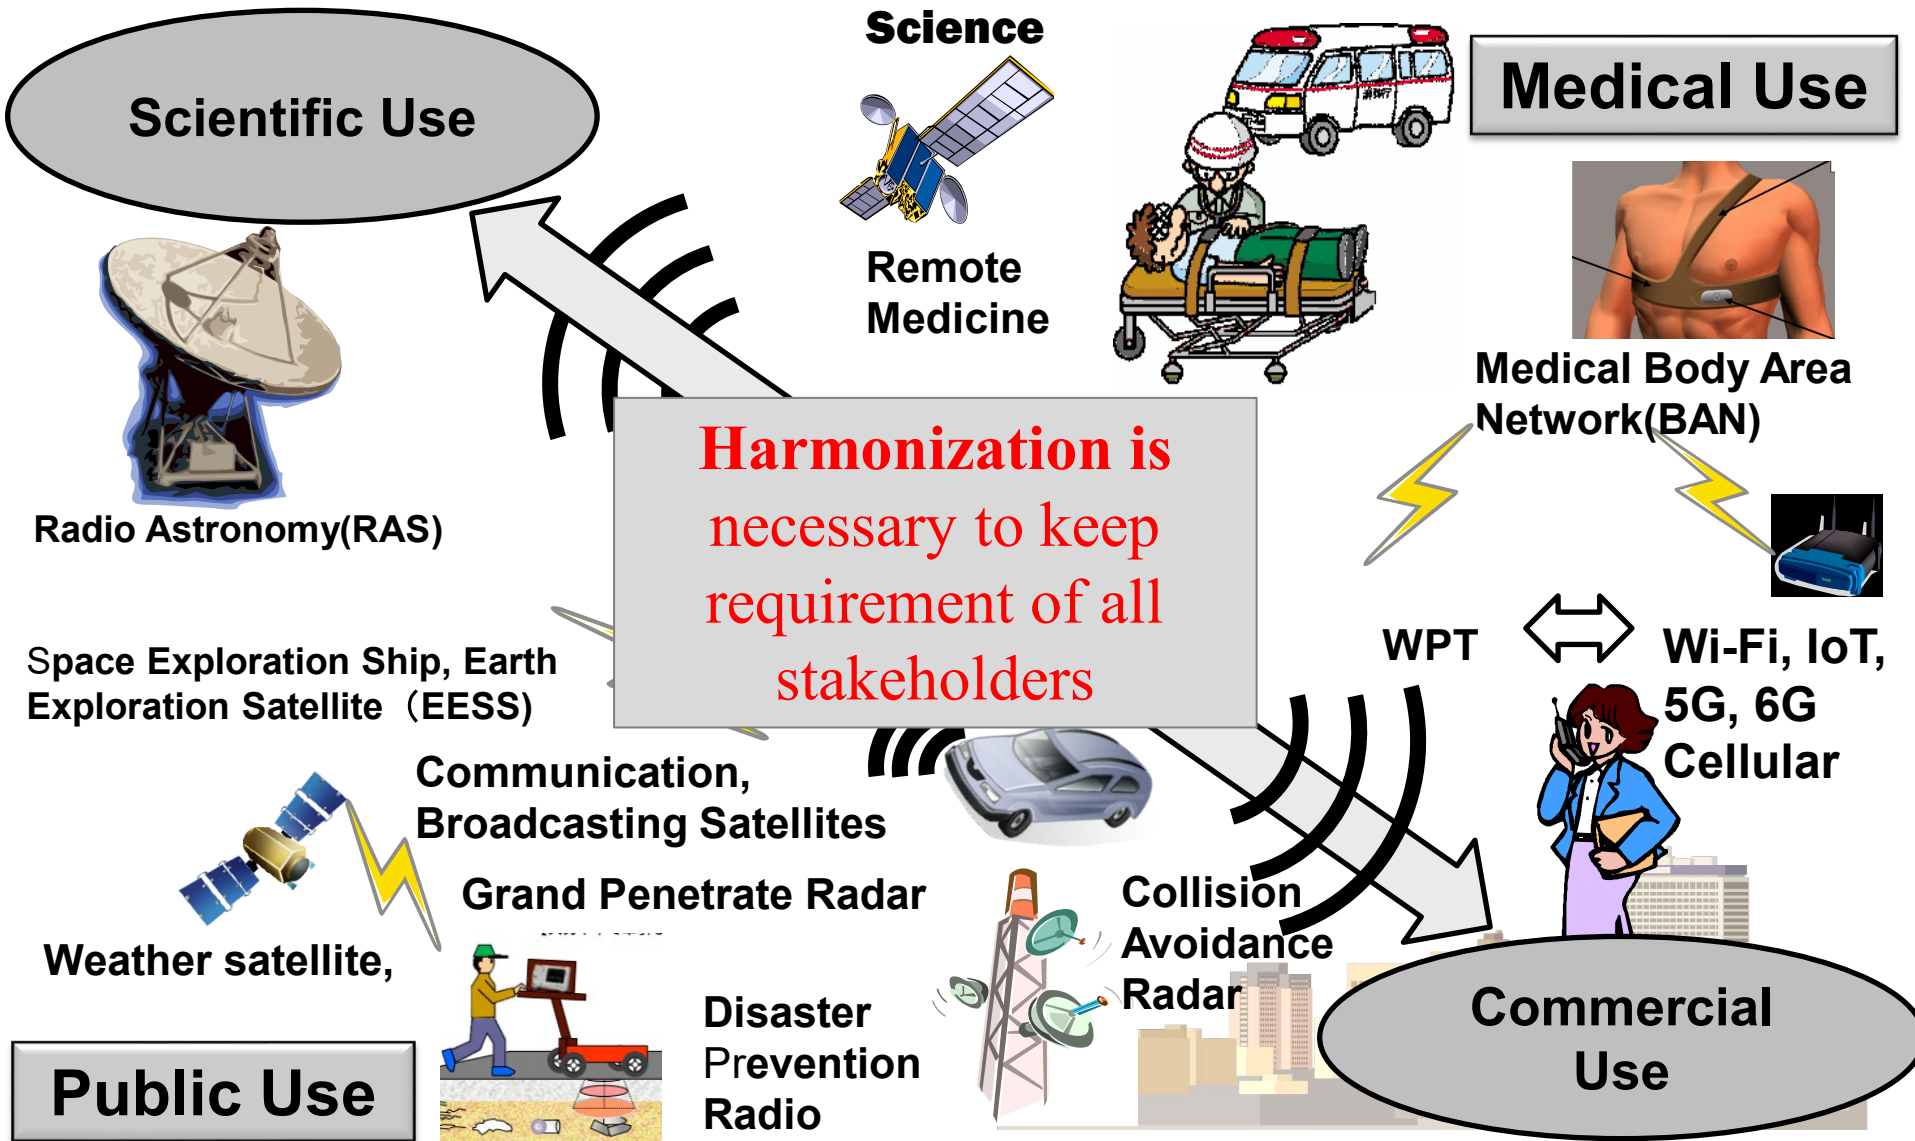 Science
Scientific Use
Medical Use
Remote
Medicine
Medical Body Area
Network(BAN)
Harmonization is
necessary to keep
requirement of all
stakeholders
Radio Astronomy(RAS)
WPT
Wi-Fi, IoT,
5G, 6G
Cellular
Space Exploration Ship, Earth
Exploration Satellite（EESS)
Communication,
Broadcasting Satellites
Grand Penetrate Radar
Weather satellite,
Collision
Avoidance
Radar
Disaster
Prevention
Radio
Public Use
Commercial
Use